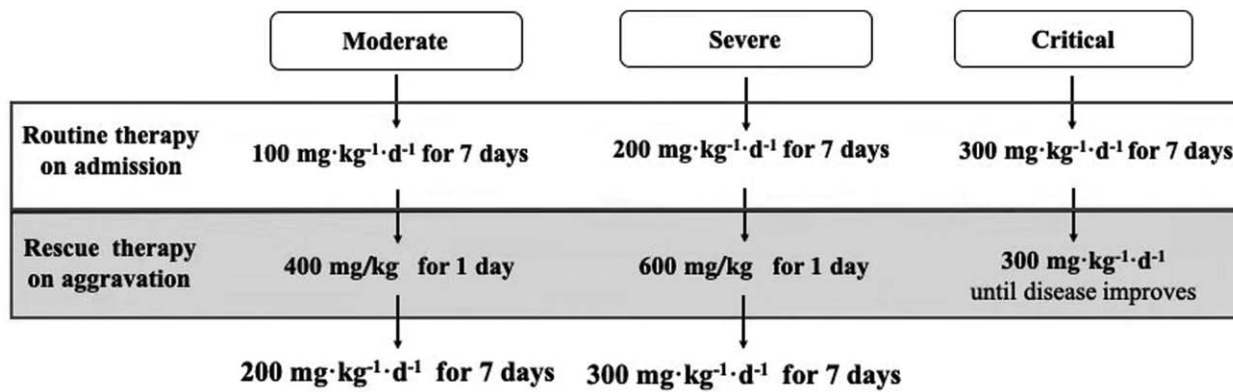 Moderate
Severe
Critical
Routine therapy
on admission
100 mg·kg⁻¹·d⁻¹ for 7 days
200 mg·kg⁻¹·d⁻¹ for 7 days
300 mg·kg⁻¹·d⁻¹ for 7 days
Rescue therapy
on aggravation
400 mg/kg for 1 day
600 mg/kg for 1 day
300 mg·kg⁻¹·d⁻¹
until disease improves
200 mg·kg⁻¹·d⁻¹ for 7 days
300 mg·kg⁻¹·d⁻¹ for 7 days